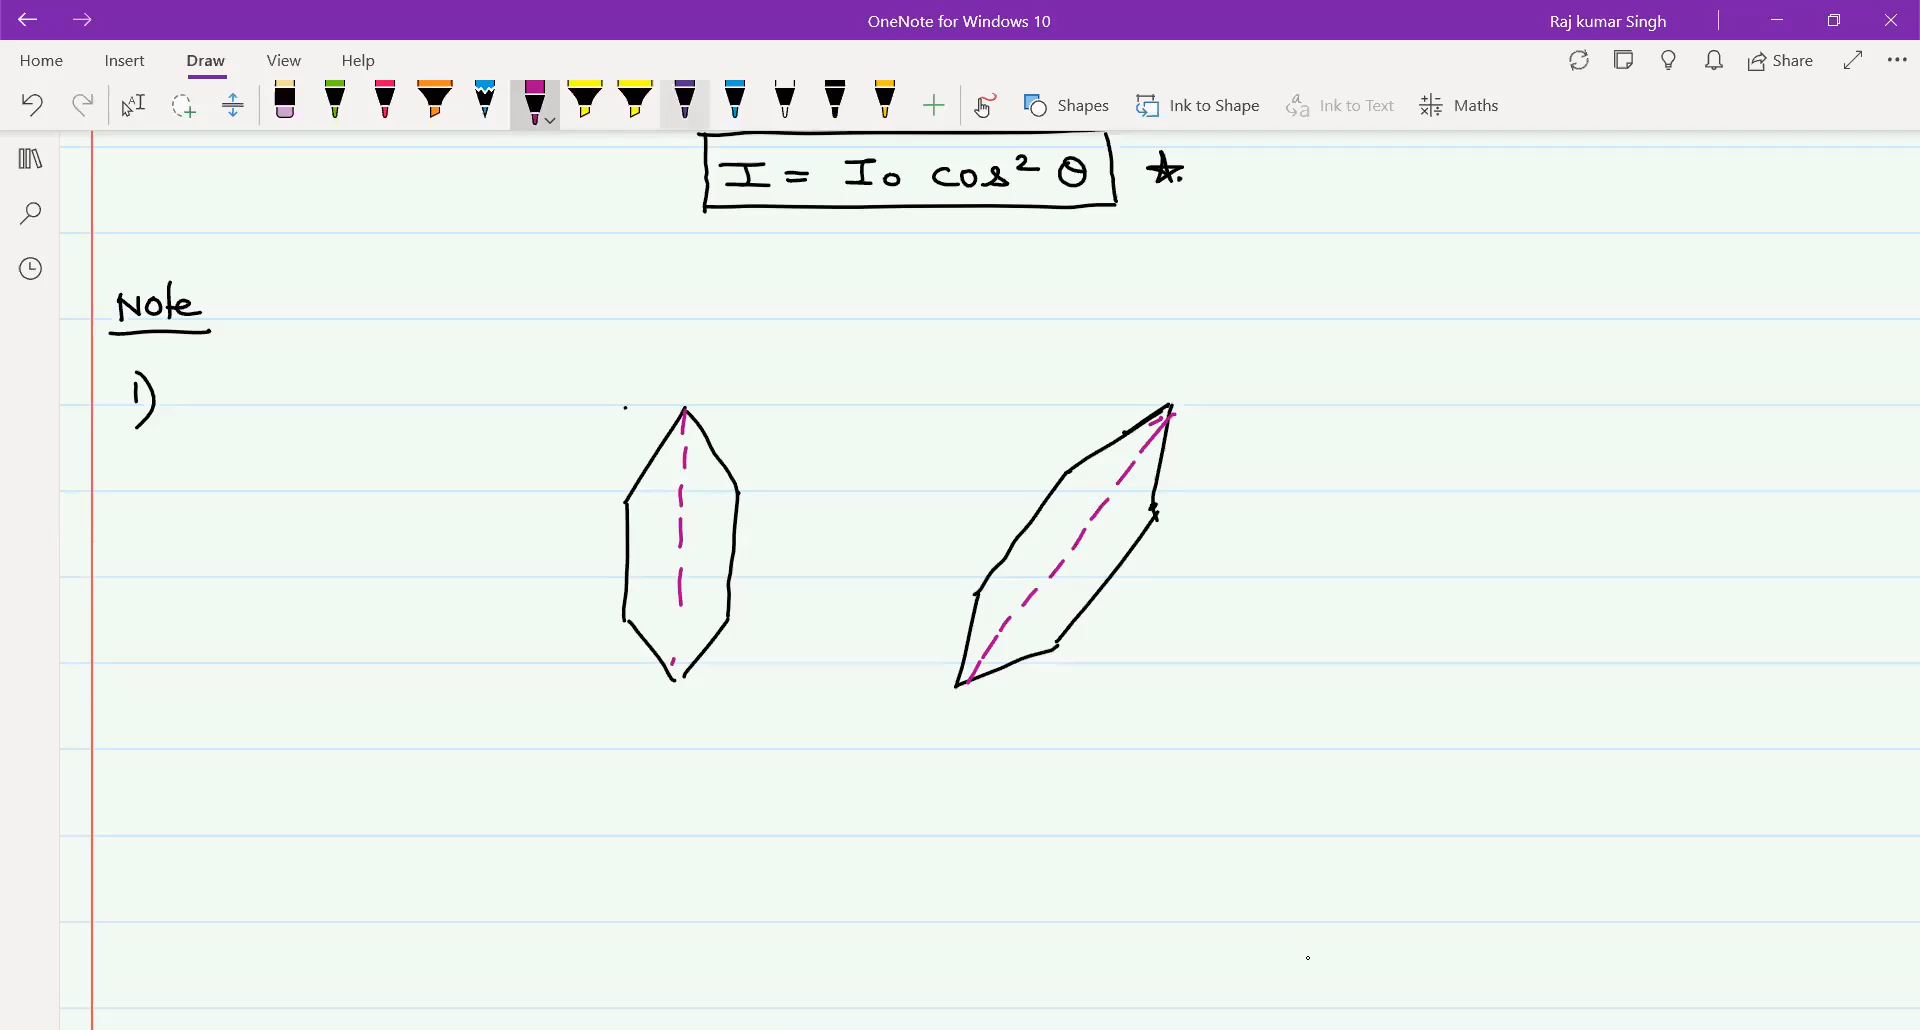 OneNote for Windows 10
Raj kumar Singh
Home Insert Draw View Help
Share
Shapes Ink to Shape Ink to Text Maths
I = I₀ cos² θ
Note
1)